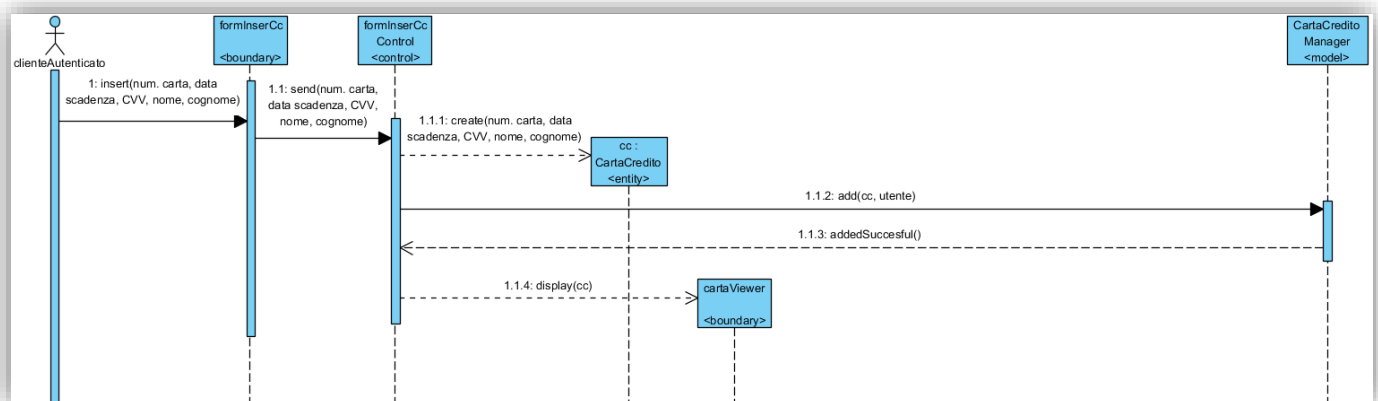 clienteAutenticato
formInserCc
<boundary>
formInserCc
Control
<control>
CartaCredito
Manager
<model>
1: insert(num. carta, data
scadenza, CVV, nome, cognome)
1.1: send(num. carta,
data scadenza, CVV,
nome, cognome)
1.1.1: create(num. carta, data
scadenza, CVV, nome, cognome)
cc :
CartaCredito
<entity>
1.1.2: add(cc, utente)
1.1.3: addedSuccesful()
1.1.4: display(cc)
cartaViewer
<boundary>